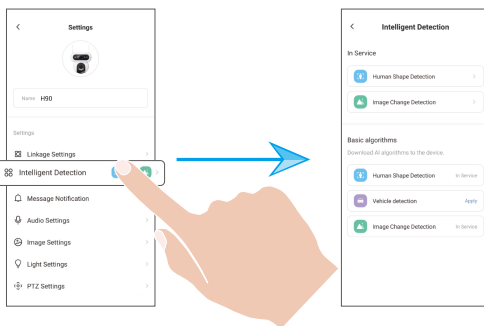 Settings
Name H90
Settings
Linkage Settings
Intelligent Detection
Message Notification
Audio Settings
Image Settings
Light Settings
PTZ Settings
Intelligent Detection
In Service
Human Shape Detection
Image Change Detection
Basic algorithms
Download AI algorithms to the device.
Human Shape Detection In Service
Vehicle detection Apply
Image Change Detection In Service